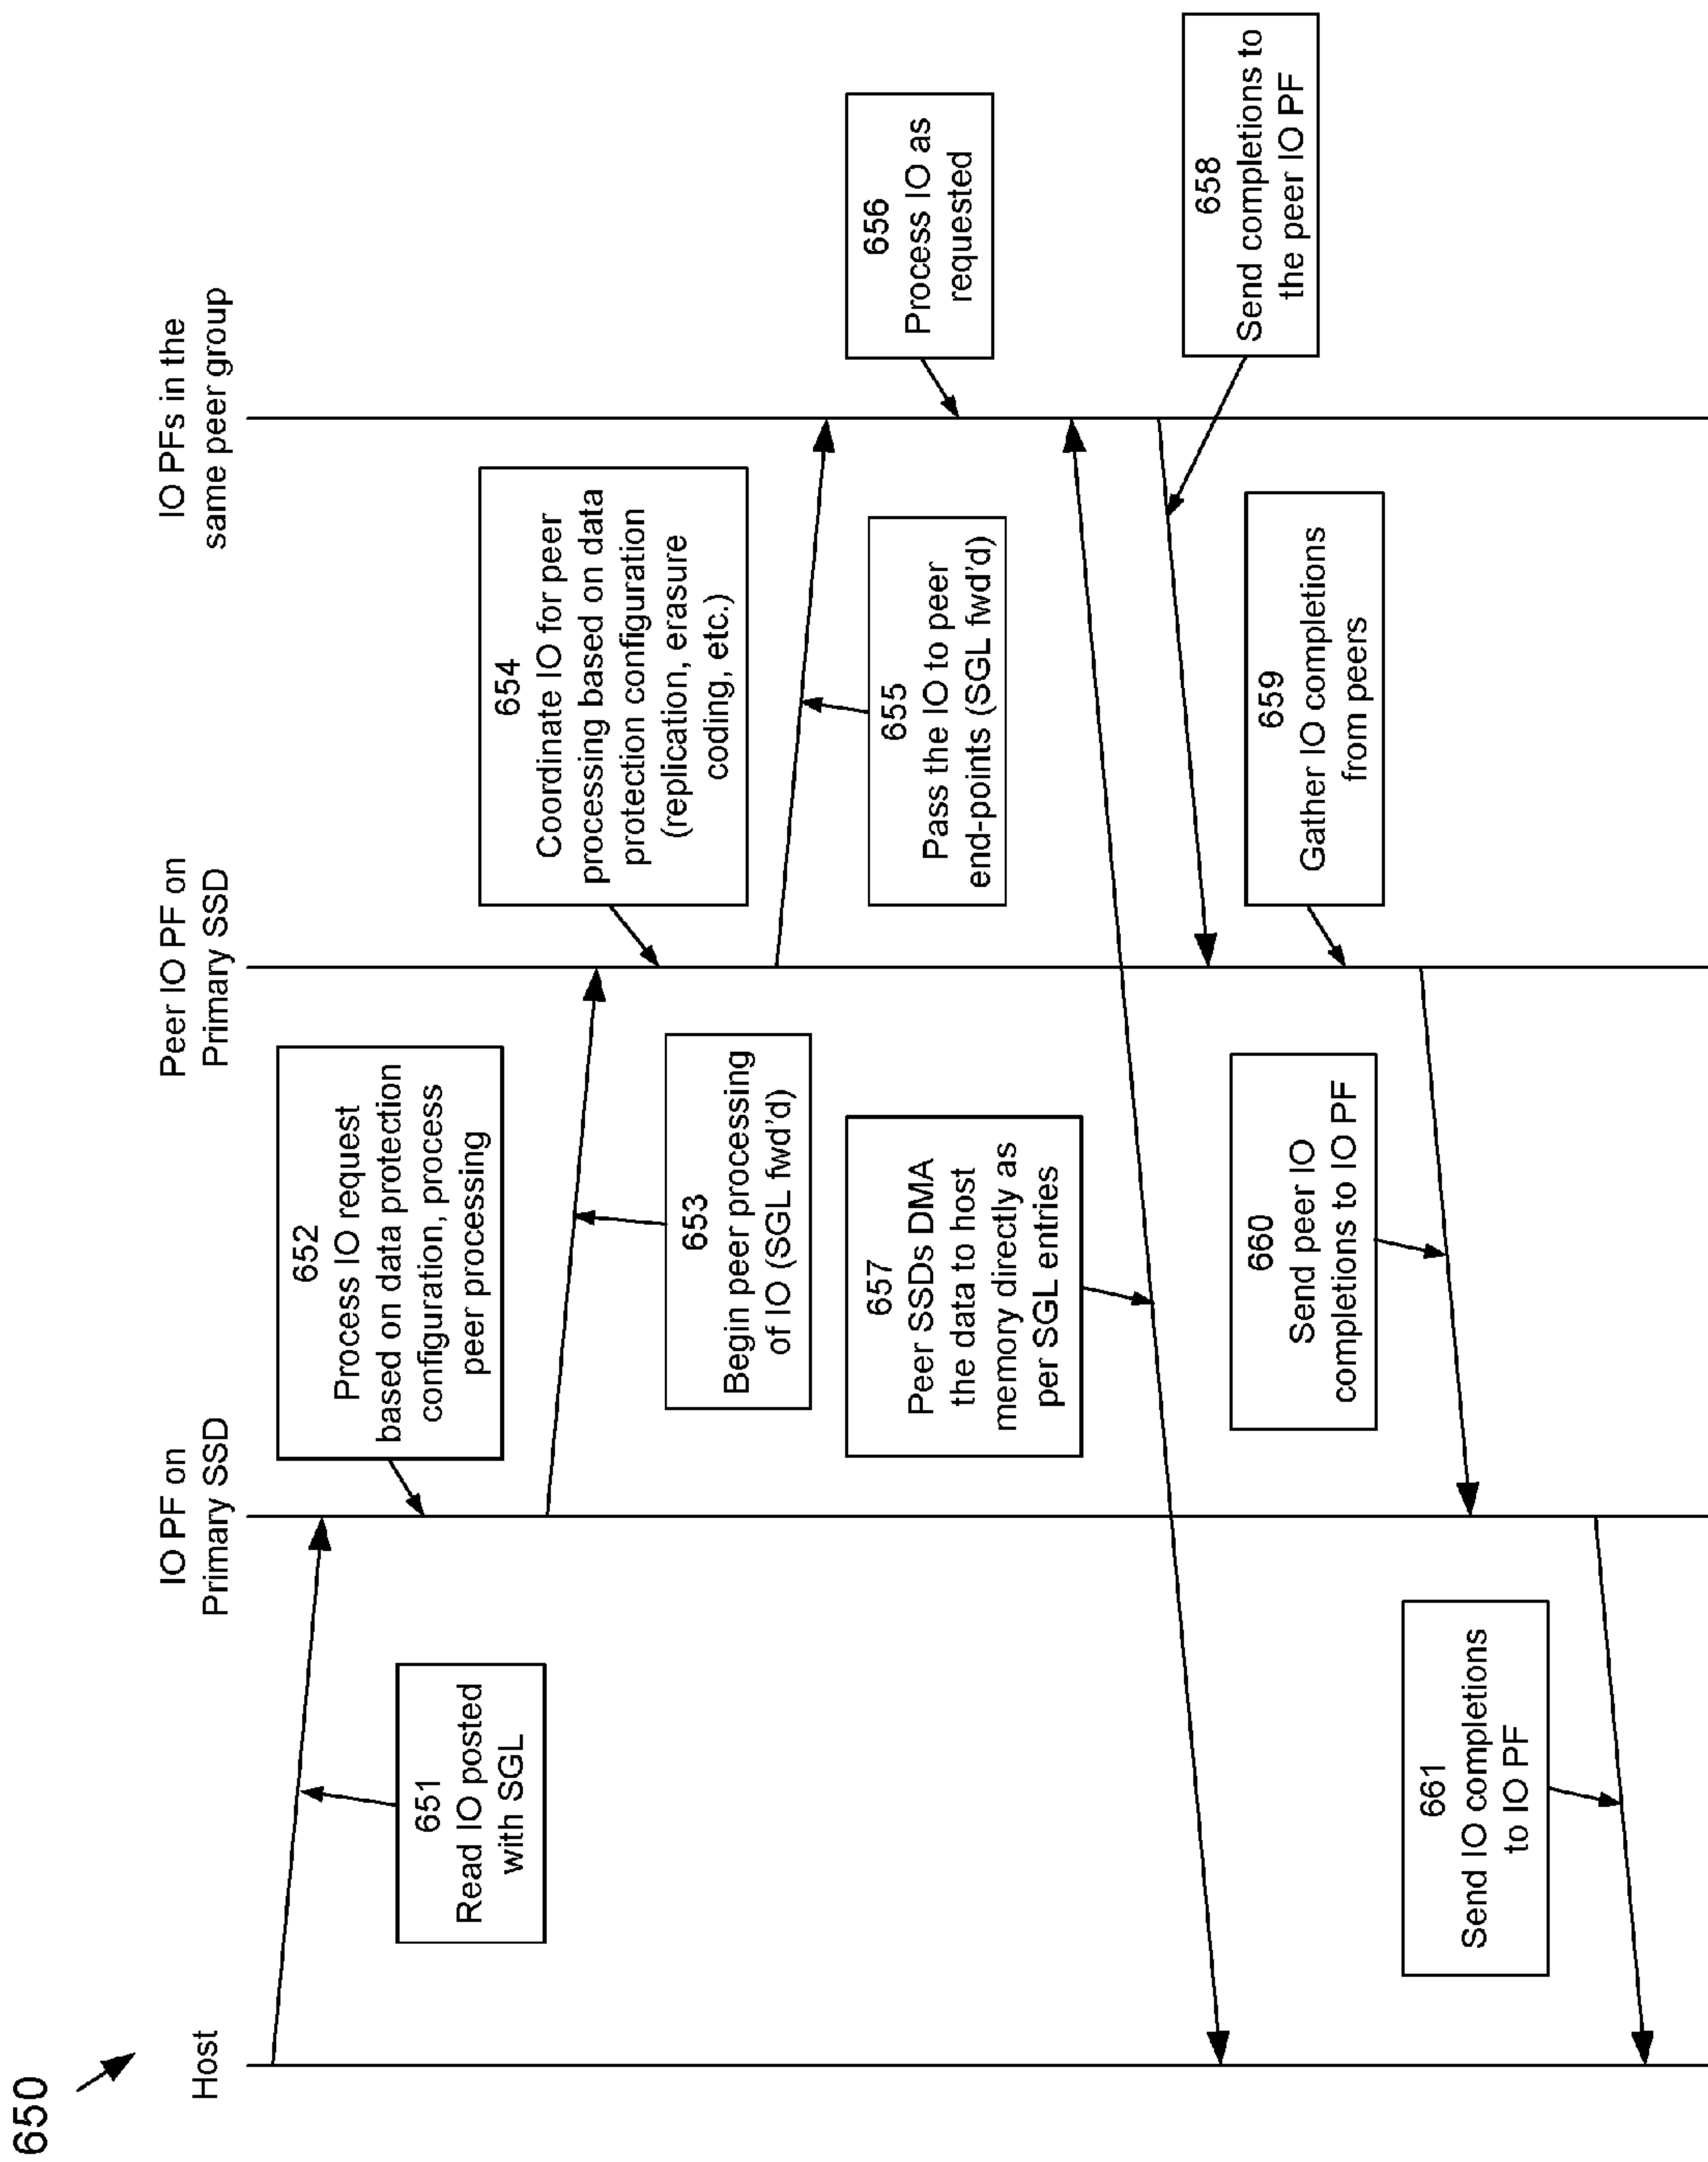 650
Host
IO PF on
Primary SSD
Peer IO PF on
Primary SSD
IO PFs in the
same peer group
651
Read IO posted
with SGL
652
Process IO request
based on data protection
configuration, process
peer processing
653
Begin peer processing
of IO (SGL fwd'd)
654
Coordinate IO for peer
processing based on data
protection configuration
(replication, erasure
coding, etc.)
655
Pass the IO to peer
end-points (SGL fwd'd)
656
Process IO as
requested
657
Peer SSDs DMA
the data to host
memory directly as
per SGL entries
658
Send completions to
the peer IO PF
659
Gather IO completions
from peers
660
Send peer IO
completions to IO PF
661
Send IO completions
to IO PF